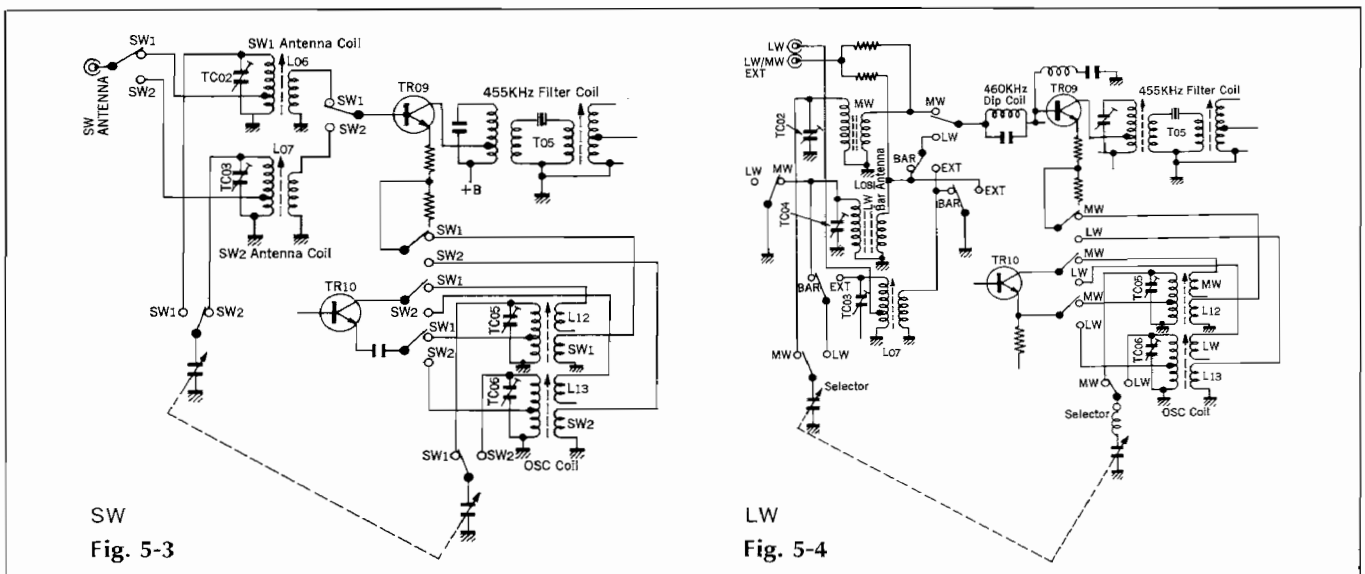 SW1
SW1 Antenna Coil
SW1
L06
TC02
SW2
SW ANTENNA
SW1
SW2
TR09
455KHz Filter Coil
T05
+B
L07
TC03
SW2 Antenna Coil
SW1
SW2
SW1
SW2
TR10
SW1
SW2
SW1
SW2
TC05
L12
SW1
TC06
L13
SW2
OSC Coil
SW1
SW2
SW
Fig. 5-3
LW
LW/MW
EXT
MW
TC02
MW
LW
460KHz
Dip Coil
TR09
455KHz Filter Coil
T05
BAR
EXT
LW
MW
L08
LW
Bar Antenna
BAR
EXT
TC04
BAR
EXT
TC03
L07
MW
LW
Selector
MW
LW
MW
LW
TR10
MW
LW
TC05
MW
L12
TC06
LW
L13
MW
LW
OSC Coil
Selector
LW
Fig. 5-4